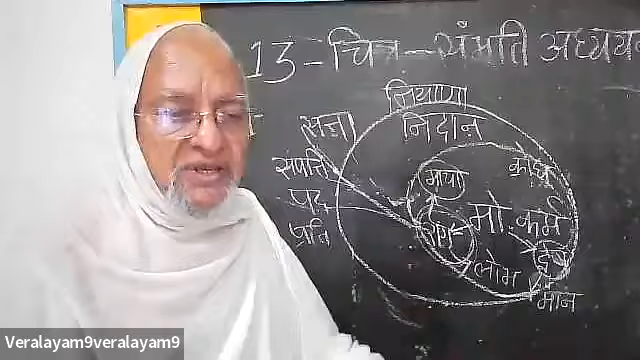 13 - चित्त - संभूति अध्ययन
नियाणा
निदान
सत्ता
संपत्ति
पद
प्रति
क्रोध
माया
मो. कर्म
राग
द्वेष
लोभ
मान
Veralayam9veralayam9